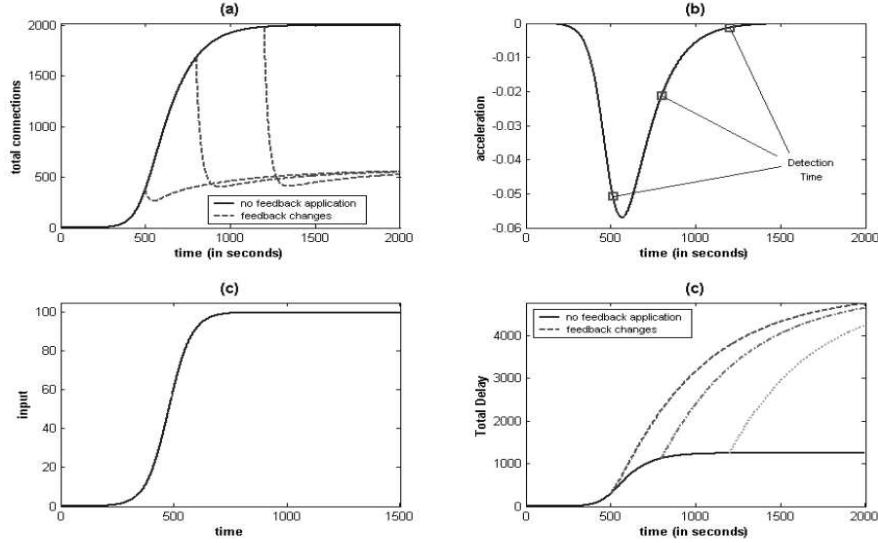 (a)
total connections
2000
1500
1000
500
0
no feedback application
feedback changes
0 500 1000 1500 2000
time (in seconds)
(b)
acceleration
0
-0.01
-0.02
-0.03
-0.04
-0.05
-0.06
Detection
Time
0 500 1000 1500 2000
time (in seconds)
(c)
input
100
80
60
40
20
0
0 500 1000 1500
time
(c)
Total Delay
no feedback application
feedback changes
4000
3000
2000
1000
0
0 500 1000 1500 2000
time (in seconds)